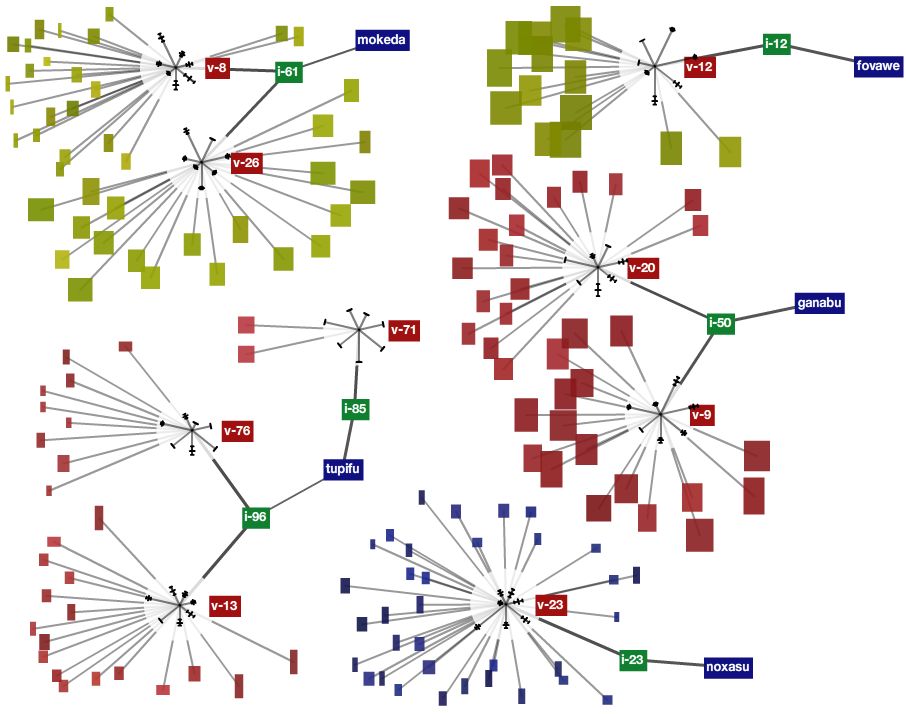 mokeda
i-12
v-8
i-61
v-12
fovawe
v-26
v-20
ganabu
i-50
v-71
i-85
v-9
v-76
tupifu
i-96
v-13
v-23
i-23
noxasu